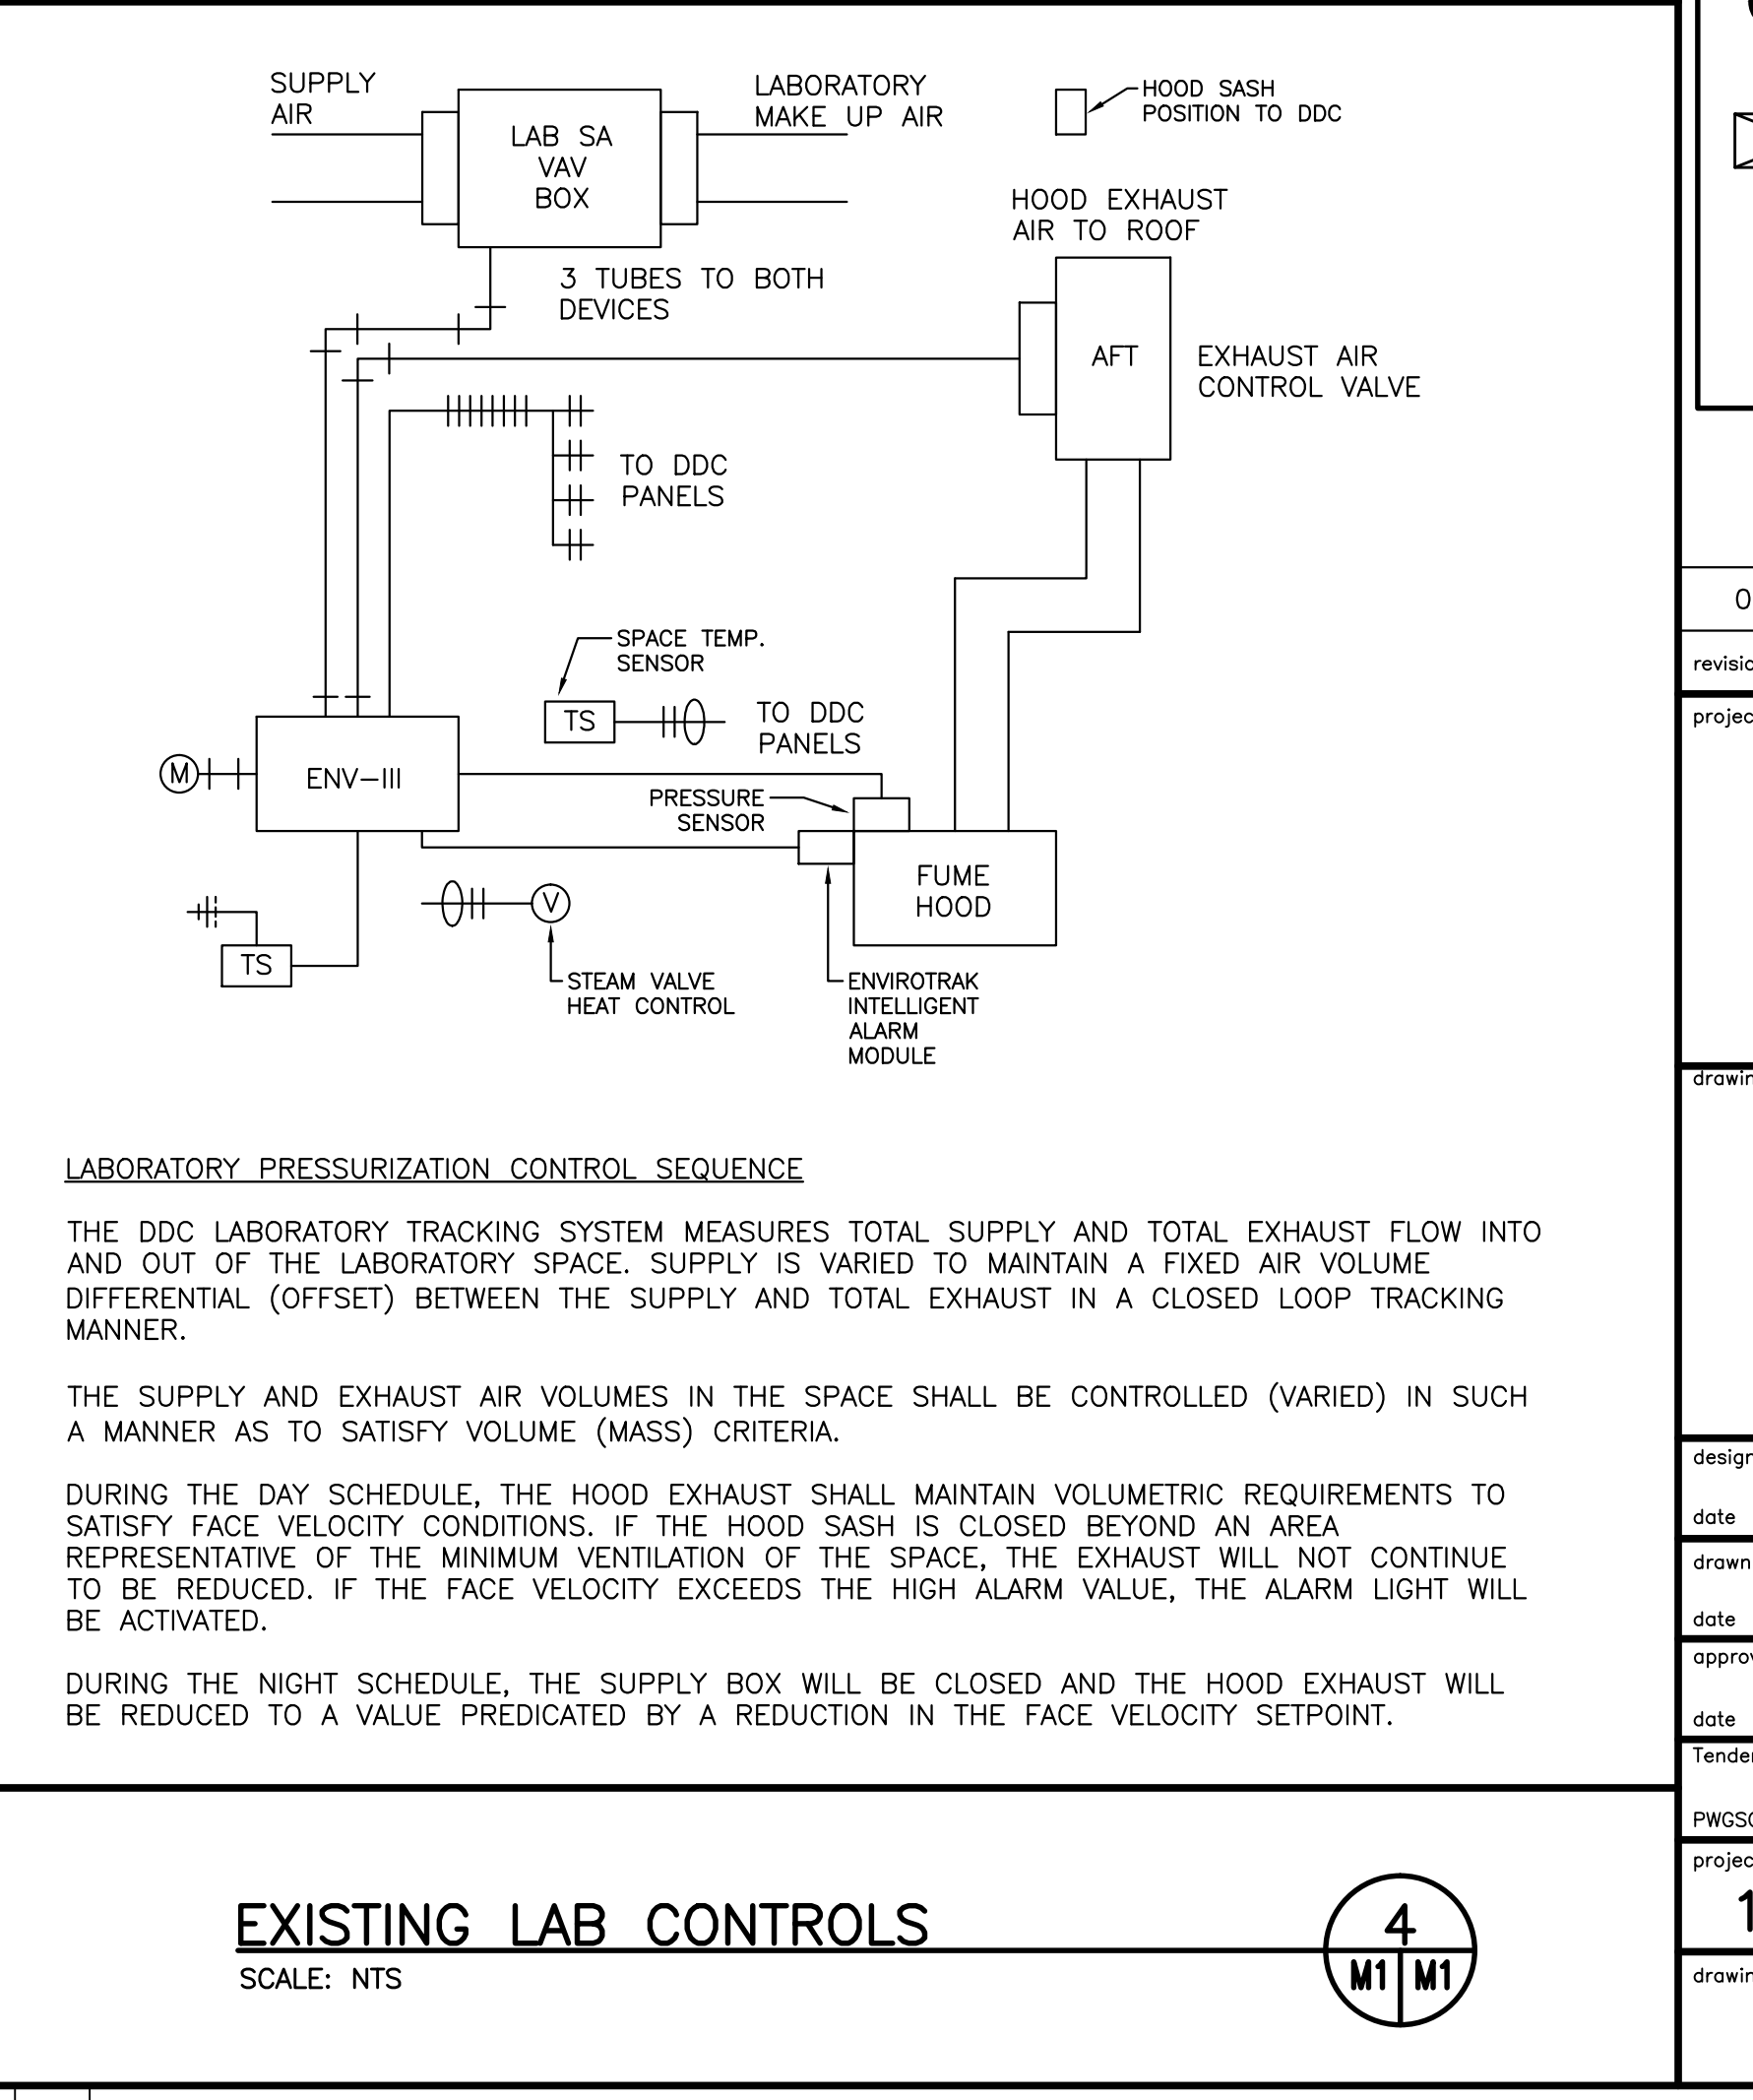 SUPPLY
AIR
LAB SA
VAV
BOX
LABORATORY
MAKE UP AIR
HOOD SASH
POSITION TO DDC
HOOD EXHAUST
AIR TO ROOF
3 TUBES TO BOTH
DEVICES
AFT
EXHAUST AIR
CONTROL VALVE
TO DDC
PANELS
SPACE TEMP.
SENSOR
TS
TO DDC
PANELS
M
ENV-III
PRESSURE
SENSOR
FUME
HOOD
V
TS
STEAM VALVE
HEAT CONTROL
ENVIROTRAK
INTELLIGENT
ALARM
MODULE
LABORATORY PRESSURIZATION CONTROL SEQUENCE
THE DDC LABORATORY TRACKING SYSTEM MEASURES TOTAL SUPPLY AND TOTAL EXHAUST FLOW INTO
AND OUT OF THE LABORATORY SPACE. SUPPLY IS VARIED TO MAINTAIN A FIXED AIR VOLUME
DIFFERENTIAL (OFFSET) BETWEEN THE SUPPLY AND TOTAL EXHAUST IN A CLOSED LOOP TRACKING
MANNER.
THE SUPPLY AND EXHAUST AIR VOLUMES IN THE SPACE SHALL BE CONTROLLED (VARIED) IN SUCH
A MANNER AS TO SATISFY VOLUME (MASS) CRITERIA.
DURING THE DAY SCHEDULE, THE HOOD EXHAUST SHALL MAINTAIN VOLUMETRIC REQUIREMENTS TO
SATISFY FACE VELOCITY CONDITIONS. IF THE HOOD SASH IS CLOSED BEYOND AN AREA
REPRESENTATIVE OF THE MINIMUM VENTILATION OF THE SPACE, THE EXHAUST WILL NOT CONTINUE
TO BE REDUCED. IF THE FACE VELOCITY EXCEEDS THE HIGH ALARM VALUE, THE ALARM LIGHT WILL
BE ACTIVATED.
DURING THE NIGHT SCHEDULE, THE SUPPLY BOX WILL BE CLOSED AND THE HOOD EXHAUST WILL
BE REDUCED TO A VALUE PREDICATED BY A REDUCTION IN THE FACE VELOCITY SETPOINT.
EXISTING LAB CONTROLS
SCALE: NTS
4
M1 M1
0
date
drawn
date
date